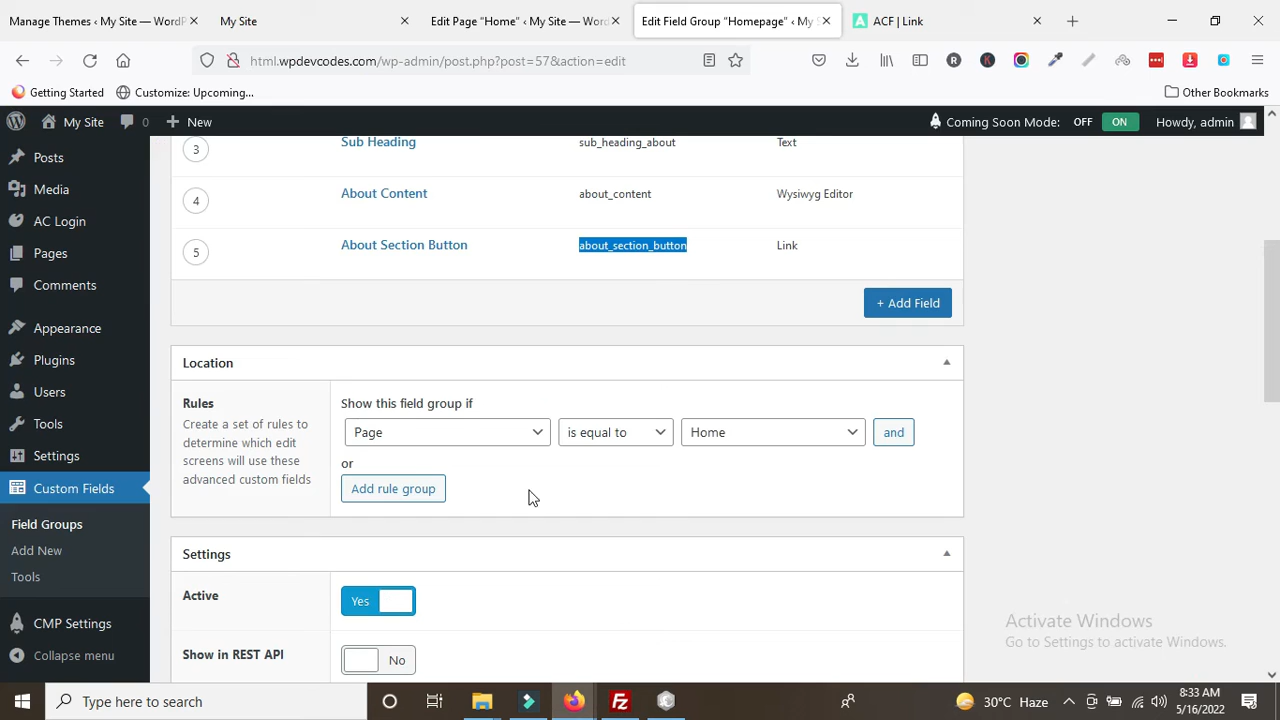 Manage Themes ‹ My Site — WordP
My Site
Edit Page “Home” ‹ My Site — Word
Edit Field Group “Homepage” ‹ My S
ACF | Link
html.wpdevcodes.com/wp-admin/post.php?post=57&action=edit
Getting Started
Customize: Upcoming...
Other Bookmarks
My Site
0
New
Coming Soon Mode:
OFF
ON
Howdy, admin
Posts
Media
AC Login
Pages
Comments
Appearance
Plugins
Users
Tools
Settings
Custom Fields
Field Groups
Add New
Tools
CMP Settings
Collapse menu
3
Sub Heading
sub_heading_about
Text
4
About Content
about_content
Wysiwyg Editor
5
About Section Button
about_section_button
Link
+ Add Field
Location
Rules
Create a set of rules to
determine which edit
screens will use these
advanced custom fields
Show this field group if
Page
is equal to
Home
and
or
Add rule group
Settings
Active
Yes
Show in REST API
No
Activate Windows
Go to Settings to activate Windows.
Type here to search
30°C Haze
8:33 AM
5/16/2022